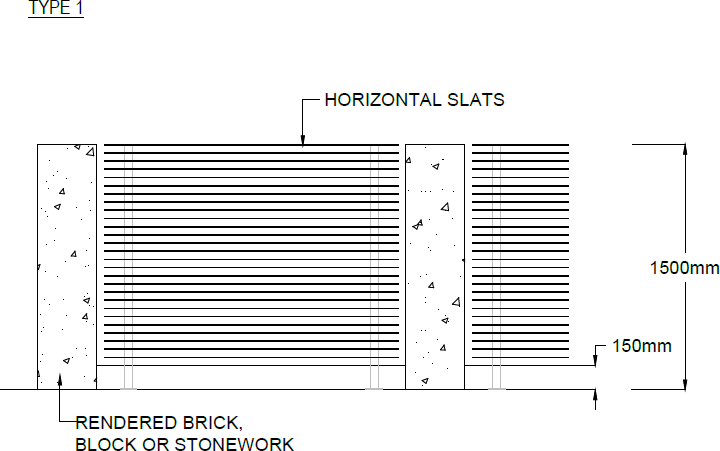 TYPE 1
HORIZONTAL SLATS
1500mm
150mm
RENDERED BRICK,
BLOCK OR STONEWORK